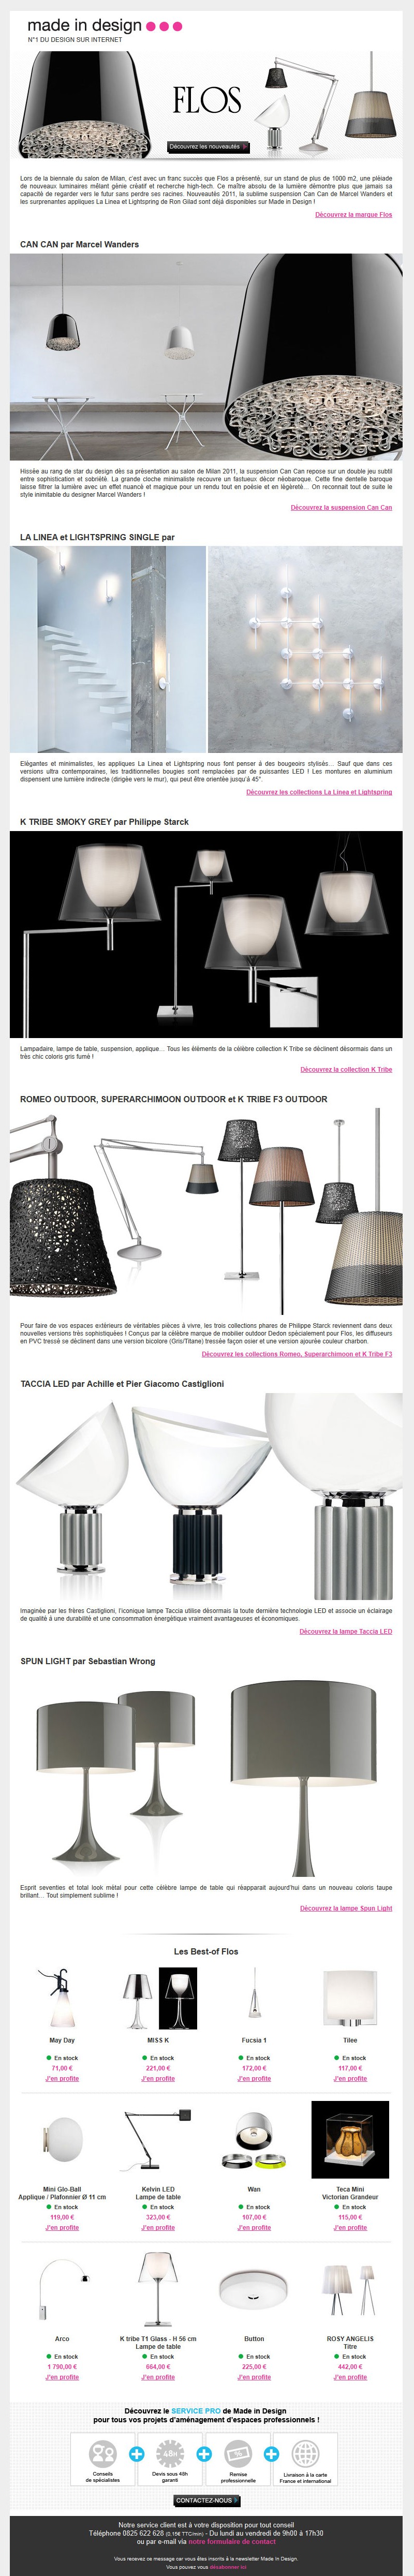 made in design
N°1 DU DESIGN SUR INTERNET
FLOS
Découvrez les nouveautés
Lors de la biennale du salon de Milan, c'est avec un franc succès que Flos a présenté, sur un stand de plus de 1000 m2, une pléiade
de nouveaux luminaires mêlant génie créatif et recherche high-tech. Ce maître absolu de la lumière démontre plus que jamais sa
capacité de regarder vers le futur sans perdre ses racines. Nouveautés 2011, la sublime suspension Can Can de Marcel Wanders et
les surprenantes appliques La Linea et Lightspring de Ron Gilad sont déjà disponibles sur Made in Design !
Découvrez la marque Flos
CAN CAN par Marcel Wanders
Hissée au rang de star du design dès sa présentation au salon de Milan 2011, la suspension Can Can repose sur un double jeu subtil
entre sophistication et sobriété. La grande cloche minimaliste recouvre un fastueux décor néobaroque. Cette fine dentelle baroque
laisse filtrer la lumière avec un effet inédit et magique pour un rendu tout en poésie et en légèreté… On reconnaît tout de suite le
style inimitable du designer Marcel Wanders !
Découvrez la suspension Can Can
LA LINEA et LIGHTSPRING SINGLE par
Elégantes et minimalistes, les appliques La Linea et Lightspring nous font penser à des bougeoirs stylisés… Sauf que dans ces
versions ultra contemporaines, les traditionnelles bougies sont remplacées par de puissantes LED ! Les montures en aluminium
dispensent une lumière indirecte (dirigée vers le mur), qui peut être orientée jusqu'à 45°.
Découvrez les collections La Linea et Lightspring
K TRIBE SMOKY GREY par Philippe Starck
Lampadaire, lampe de table, suspension, applique… Tous les éléments de la célèbre collection K Tribe se déclinent désormais dans un
très chic coloris gris fumé !
Découvrez la collection K Tribe
ROMEO OUTDOOR, SUPERARCHIMOON OUTDOOR et K TRIBE F3 OUTDOOR
Pour faire de vos espaces extérieurs de véritables pièces à vivre, les trois collections phares de Philippe Starck reviennent dans deux
nouvelles versions très sophistiquées ! Conçus par la célèbre marque de mobilier outdoor Dedon spécialement pour Flos, les diffuseurs
en PVC tressé se déclinent dans une version bicolore (Gris/Titane) tressée façon osier et une version ajourée couleur charbon.
Découvrez les collections Romeo, Superarchimoon et K Tribe F3
TACCIA LED par Achille et Pier Giacomo Castiglioni
Imaginée par les frères Castiglioni, l'iconique lampe Taccia utilise désormais la toute dernière technologie LED et associe un éclairage
de qualité à une durabilité et une consommation énergétique vraiment avantageuses et économiques.
Découvrez la lampe Taccia LED
SPUN LIGHT par Sebastian Wrong
Esprit seventies et total look métal pour cette célèbre lampe de table qui réapparaît aujourd'hui dans un nouveau coloris taupe
brillant… Tout simplement sublime !
Découvrez la lampe Spun Light
Les Best-of Flos
May Day MISS K Fucsia 1 Tilee
En stock En stock En stock En stock
71,00 € 221,00 € 172,00 € 117,00 €
J'en profite J'en profite J'en profite J'en profite
Mini Glo-Ball Kelvin LED Wan Teca Mini
Applique / Plafonnier Ø 11 cm Lampe de table Victorian Grandeur
En stock En stock En stock En stock
119,00 € 323,00 € 107,00 € 115,00 €
J'en profite J'en profite J'en profite J'en profite
Arco K tribe T1 Glass - H 56 cm Button ROSY ANGELIS
Lampe de table Titre
En stock En stock En stock En stock
1 790,00 € 664,00 € 225,00 € 442,00 €
J'en profite J'en profite J'en profite J'en profite
Découvrez le SERVICE PRO de Made in Design
pour tous vos projets d'aménagement d'espaces professionnels !
48H %
Conseils Devis sous 48h Remise Livraison à la carte
de spécialistes garanti professionnelle France et international
CONTACTEZ-NOUS
Notre service client est à votre disposition pour tout conseil
Téléphone 0825 622 628 (0,15€ TTC/min) - Du lundi au vendredi de 9h00 à 17h30
ou par e-mail via notre formulaire de contact
Vous recevez ce message car vous êtes inscrits à la newsletter Made In Design.
Vous pouvez vous désabonner ici